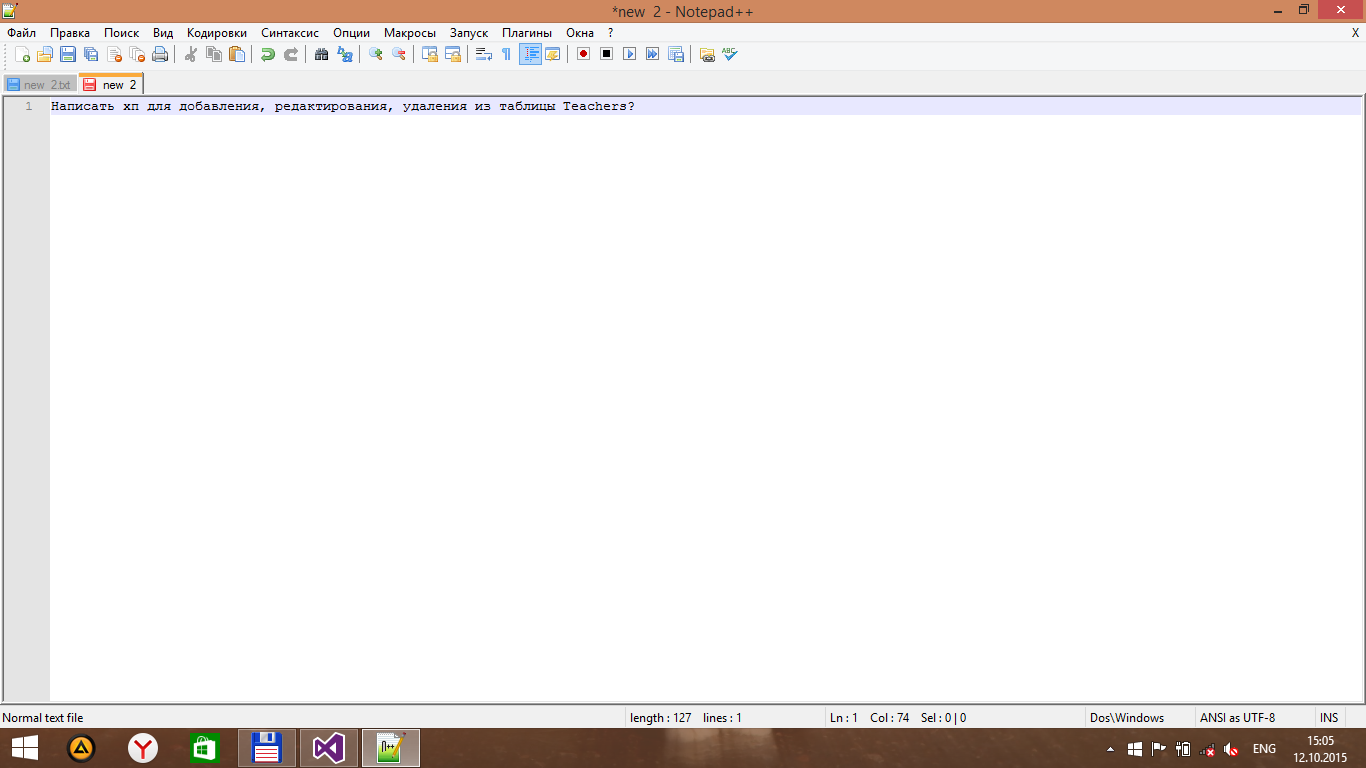 *new  2 - Notepad++
Файл Правка Поиск Вид Кодировки Синтаксис Опции Макросы Запуск Плагины Окна ? X
new  2.txt new  2
1 Написать хп для добавления, редактирования, удаления из таблицы Teachers?
Normal text file length : 127 lines : 1 Ln : 1 Col : 74 Sel : 0 | 0 Dos\Windows ANSI as UTF-8 INS
ENG 15:05
12.10.2015